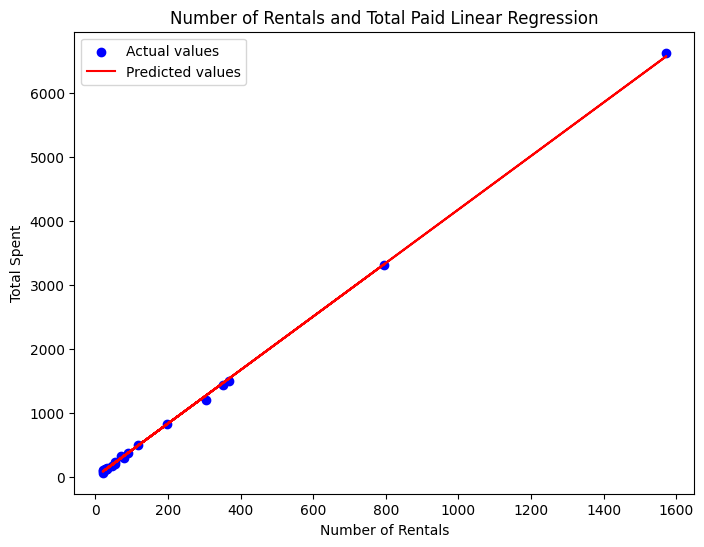 Number of Rentals and Total Paid Linear Regression
Actual values
Predicted values
6000
5000
4000
3000
2000
1000
0
Total Spent
0 200 400 600 800 1000 1200 1400 1600
Number of Rentals